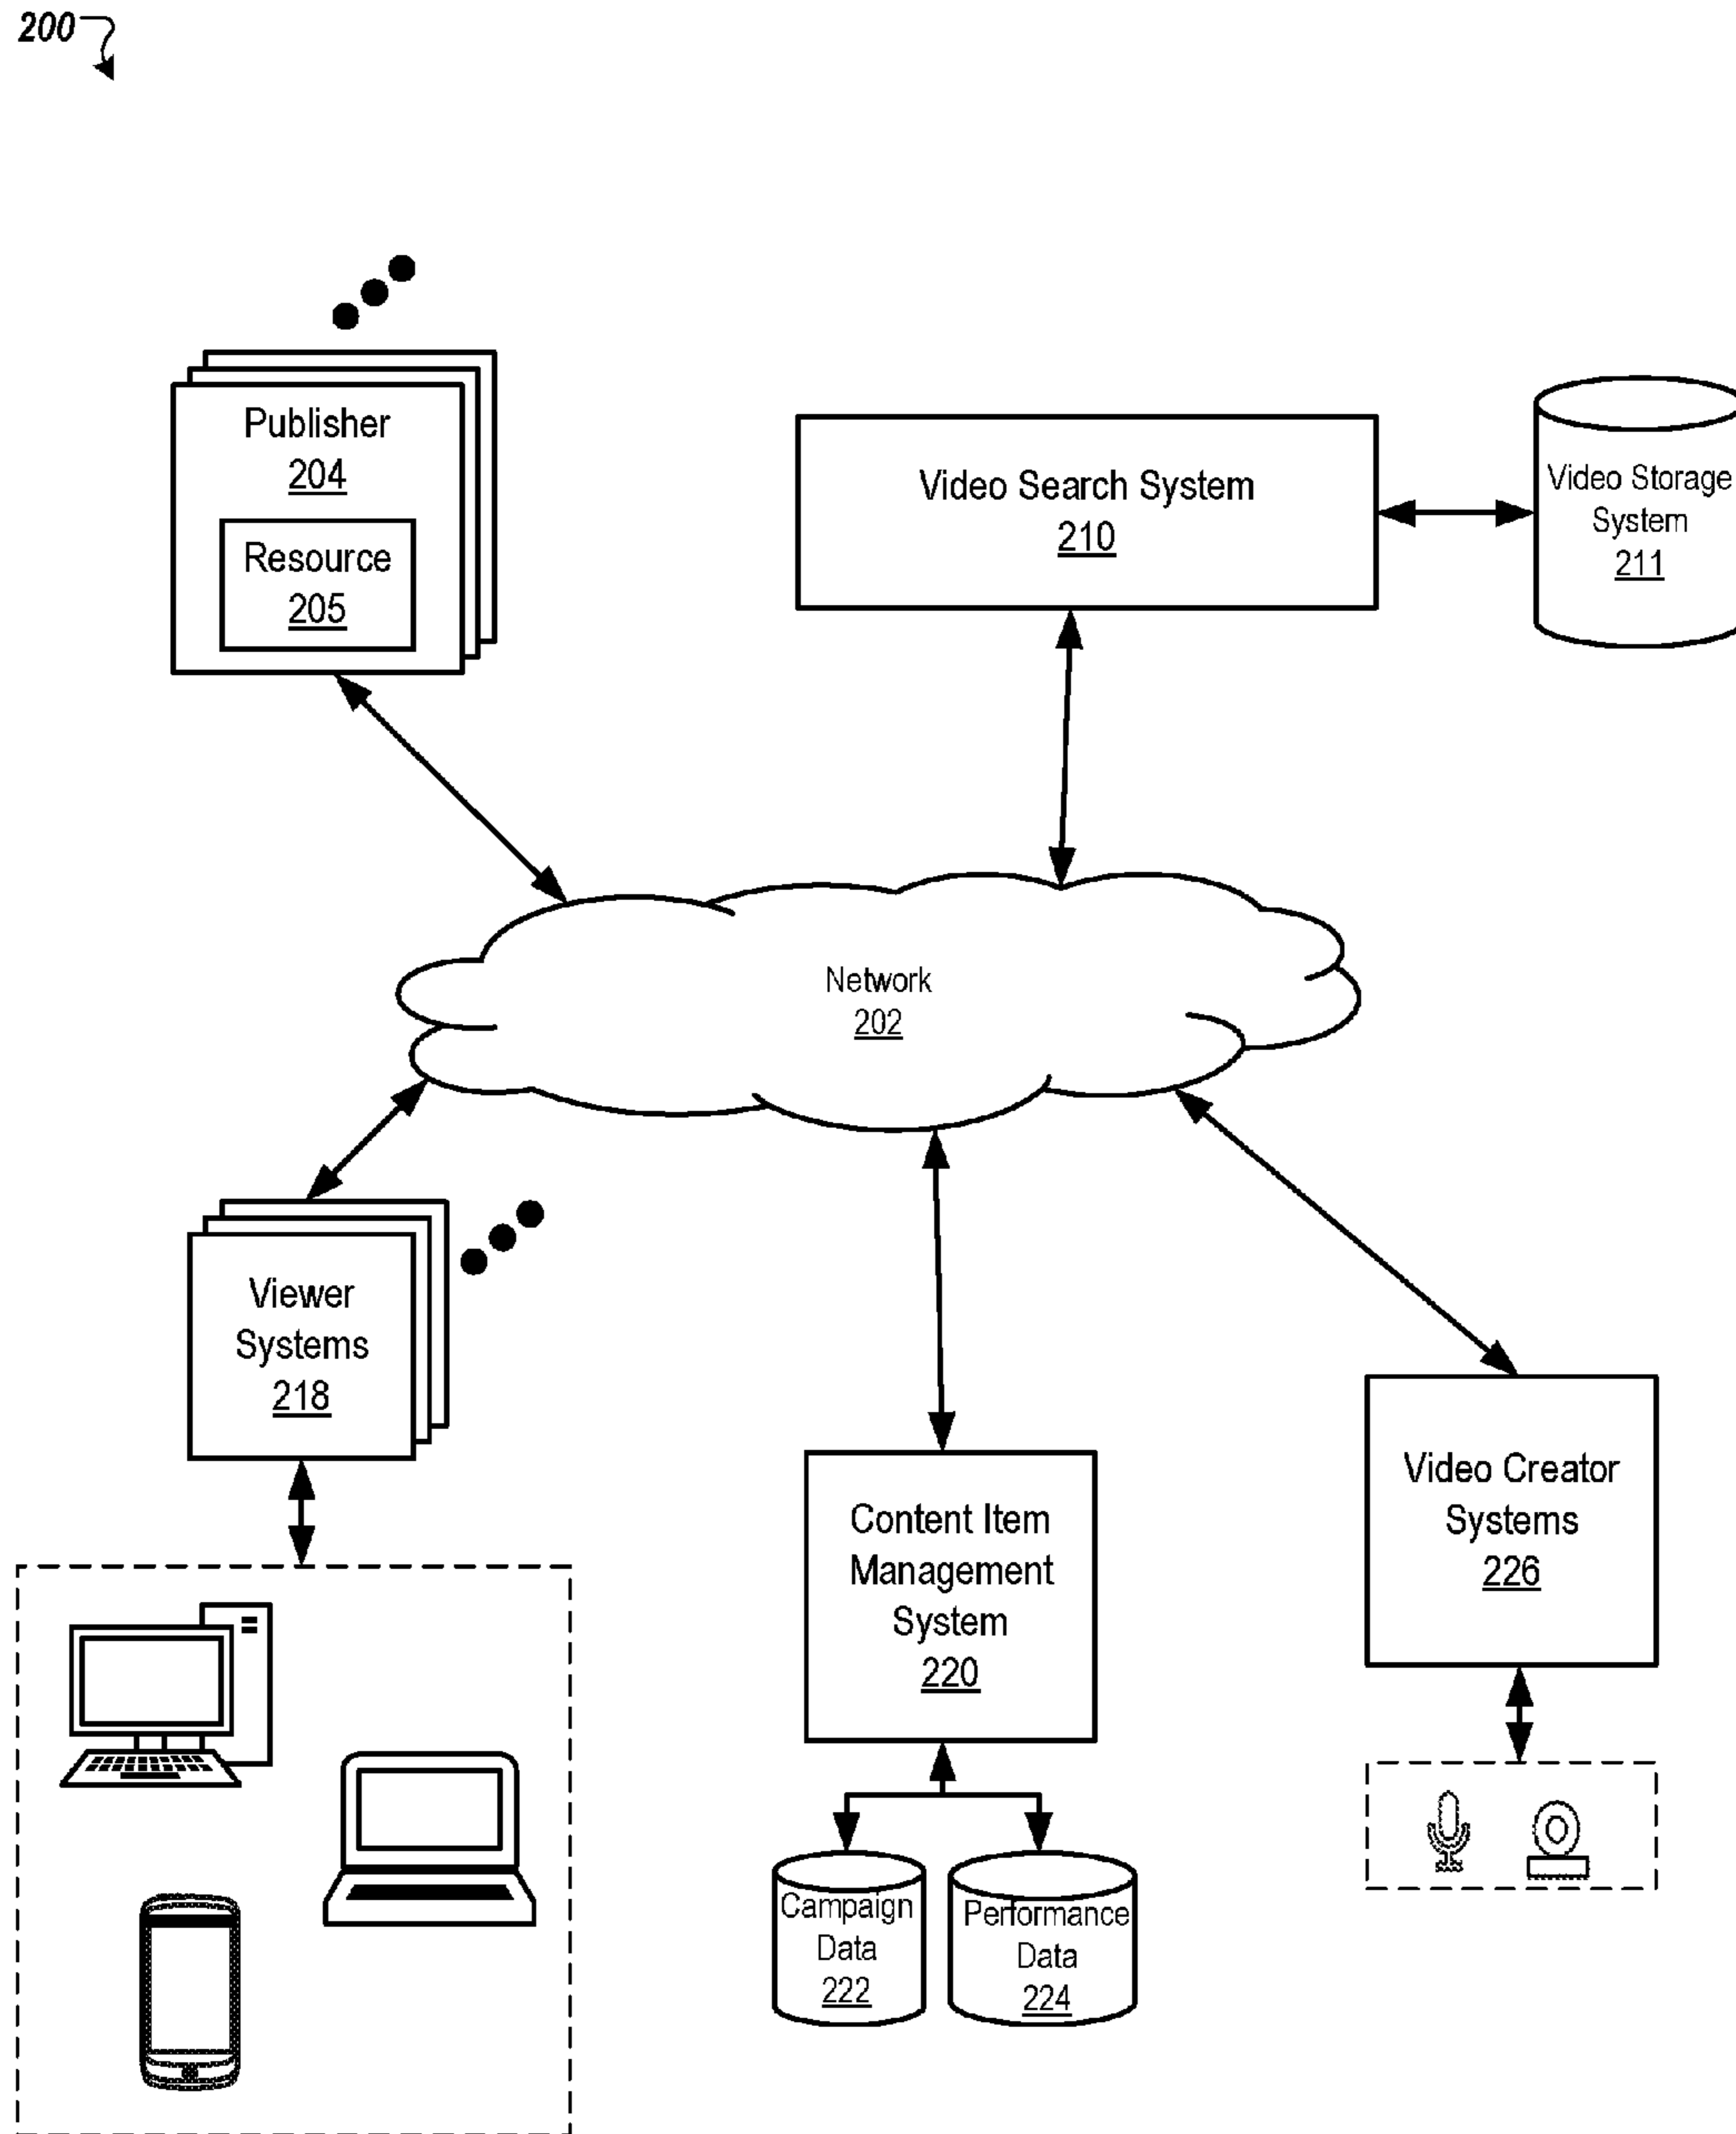 200
Publisher
204
Resource
205
Video Search System
210
Video Storage
System
211
Network
202
Viewer
Systems
218
Content Item
Management
System
220
Video Creator
Systems
226
Campaign
Data
222
Performance
Data
224